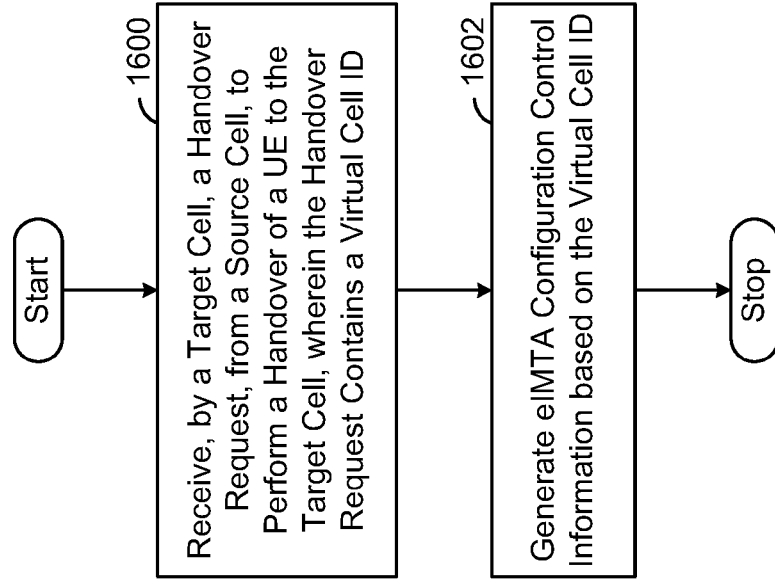 Start
1600
Receive, by a Target Cell, a Handover
Request, from a Source Cell, to
Perform a Handover of a UE to the
Target Cell, wherein the Handover
Request Contains a Virtual Cell ID
1602
Generate eIMTA Configuration Control
Information based on the Virtual Cell ID
Stop